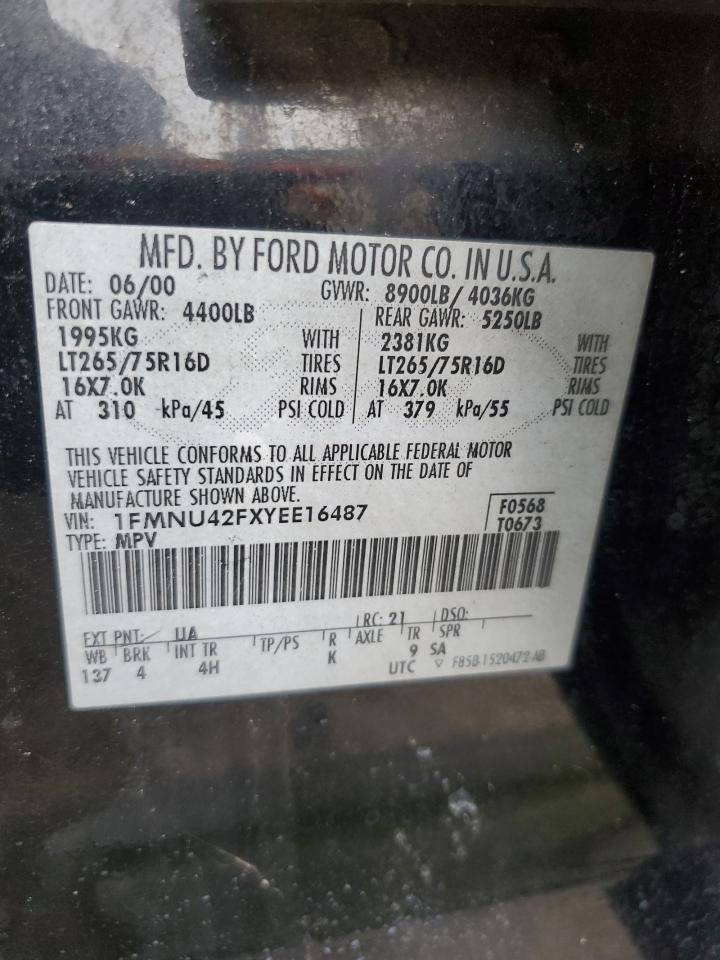 MFD. BY FORD MOTOR CO. IN U.S.A.
DATE: 06/00 GVWR: 8900LB/ 4036KG
FRONT GAWR: 4400LB REAR GAWR: 5250LB
1995KG WITH 2381KG WITH
LT265/75R16D TIRES LT265/75R16D TIRES
16X7.0K RIMS 16X7.0K RIMS
AT 310 kPa/45 PSI COLD AT 379 kPa/55 PSI COLD
THIS VEHICLE CONFORMS TO ALL APPLICABLE FEDERAL MOTOR
VEHICLE SAFETY STANDARDS IN EFFECT ON THE DATE OF
MANUFACTURE SHOWN ABOVE.
VIN: 1FMNU42FXYEE16487 F0568
TYPE: MPV T0673
EXT PNT: UA RC: 21 DSO:
WB BRK INT TR TP/PS R AXLE TR SPR
137 4 4H K 9 SA
UTC F85B-1520472-AB